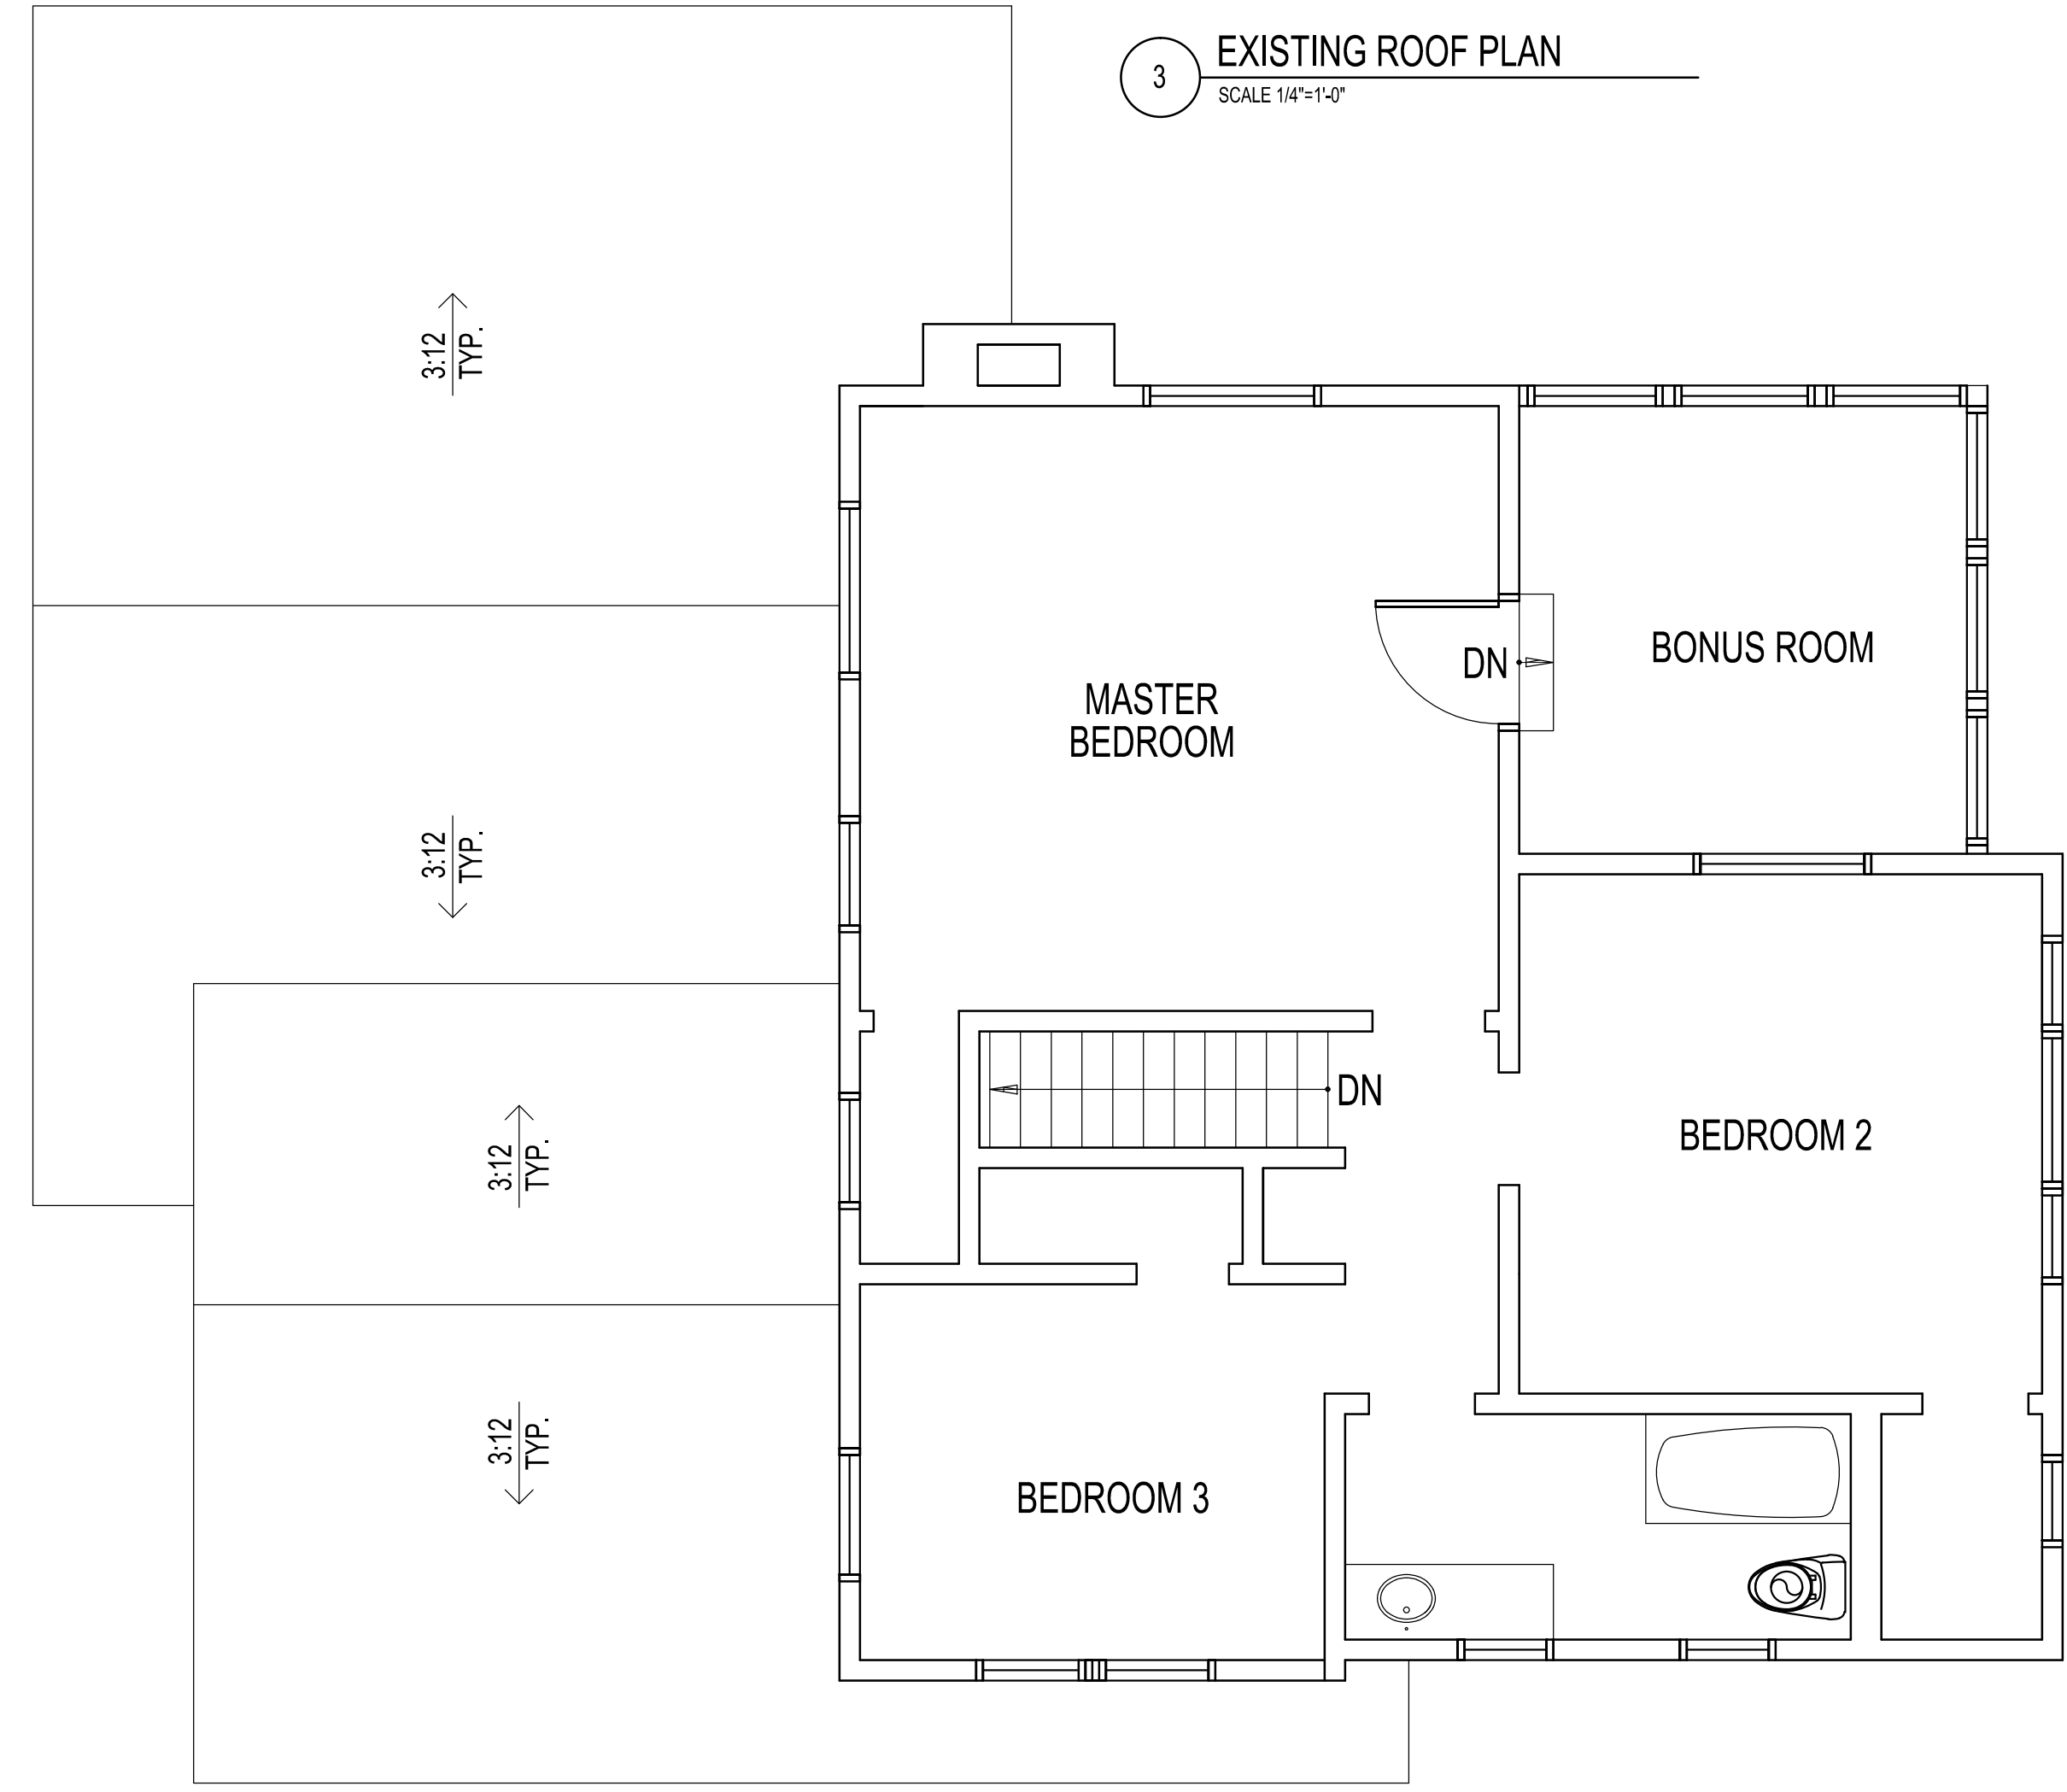 3
EXISTING ROOF PLAN
SCALE 1/4"=1'-0"
3:12
TYP.
BONUS ROOM
DN
MASTER
BEDROOM
3:12
TYP.
DN
BEDROOM 2
3:12
TYP.
3:12
TYP.
BEDROOM 3